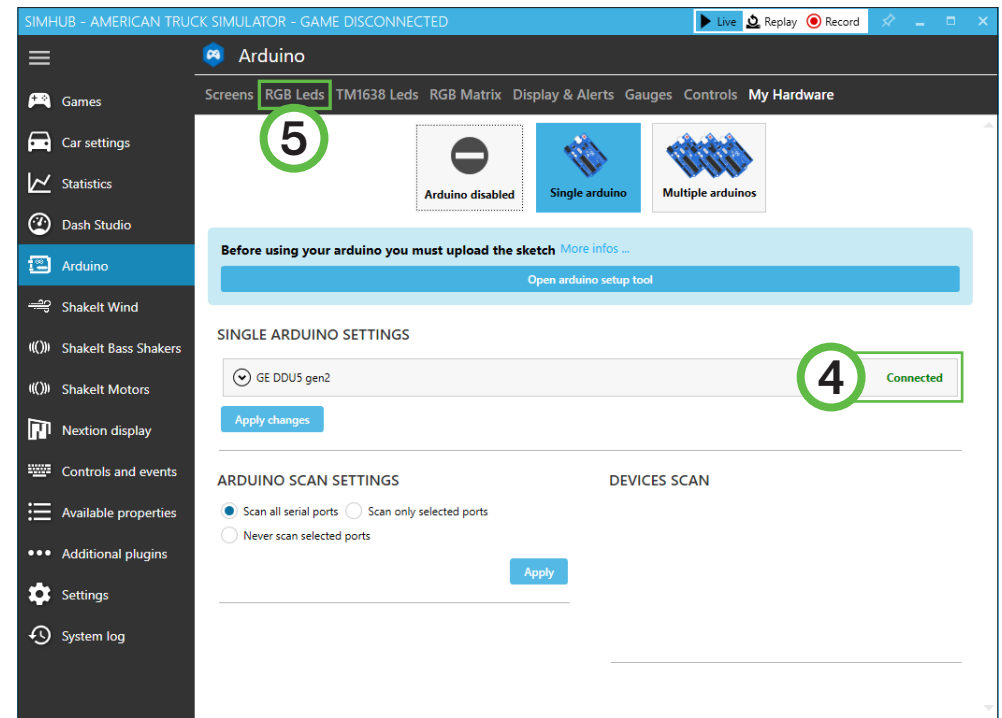 SIMHUB - AMERICAN TRUCK SIMULATOR - GAME DISCONNECTED
Live Replay Record
Arduino
Screens RGB Leds TM1638 Leds RGB Matrix Display & Alerts Gauges Controls My Hardware
5
Games
Car settings
Statistics
Dash Studio
Arduino
ShakeIt Wind
ShakeIt Bass Shakers
ShakeIt Motors
Nextion display
Controls and events
Available properties
Additional plugins
Settings
System log
Arduino disabled
Single arduino
Multiple arduinos
Before using your arduino you must upload the sketch More infos ...
Open arduino setup tool
SINGLE ARDUINO SETTINGS
GE DDU5 gen2
4
Connected
Apply changes
ARDUINO SCAN SETTINGS
Scan all serial ports Scan only selected ports
Never scan selected ports
Apply
DEVICES SCAN